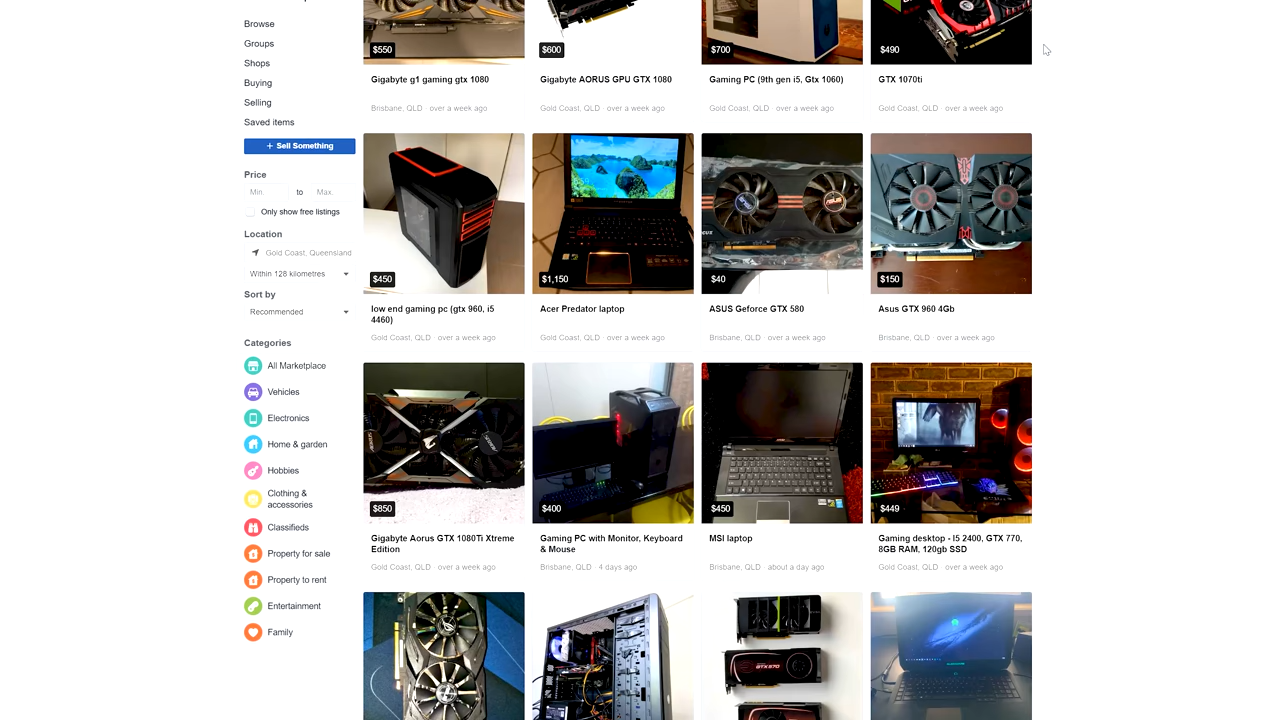 Browse
Groups
Shops
Buying
Selling
Saved items
+ Sell Something
Price
Min. to Max.
Only show free listings
Location
Gold Coast, Queensland
Within 128 kilometres
Sort by
Recommended
Categories
All Marketplace
Vehicles
Electronics
Home & garden
Hobbies
Clothing &
accessories
Classifieds
Property for sale
Property to rent
Entertainment
Family
$550
Gigabyte g1 gaming gtx 1080
Brisbane, QLD · over a week ago
$600
Gigabyte AORUS GPU GTX 1080
Gold Coast, QLD · over a week ago
$700
Gaming PC (9th gen i5, Gtx 1060)
Gold Coast, QLD · over a week ago
$490
GTX 1070ti
Gold Coast, QLD · over a week ago
$450
low end gaming pc (gtx 960, i5
4460)
Gold Coast, QLD · over a week ago
$1,150
Acer Predator laptop
Gold Coast, QLD · over a week ago
$40
ASUS Geforce GTX 580
Brisbane, QLD · over a week ago
$150
Asus GTX 960 4Gb
Brisbane, QLD · over a week ago
$850
Gigabyte Aorus GTX 1080Ti Xtreme
Edition
Gold Coast, QLD · over a week ago
$400
Gaming PC with Monitor, Keyboard
& Mouse
Brisbane, QLD · 4 days ago
$450
MSI laptop
Brisbane, QLD · about a day ago
$449
Gaming desktop - I5 2400, GTX 770,
8GB RAM, 120gb SSD
Gold Coast, QLD · over a week ago
GTX 570